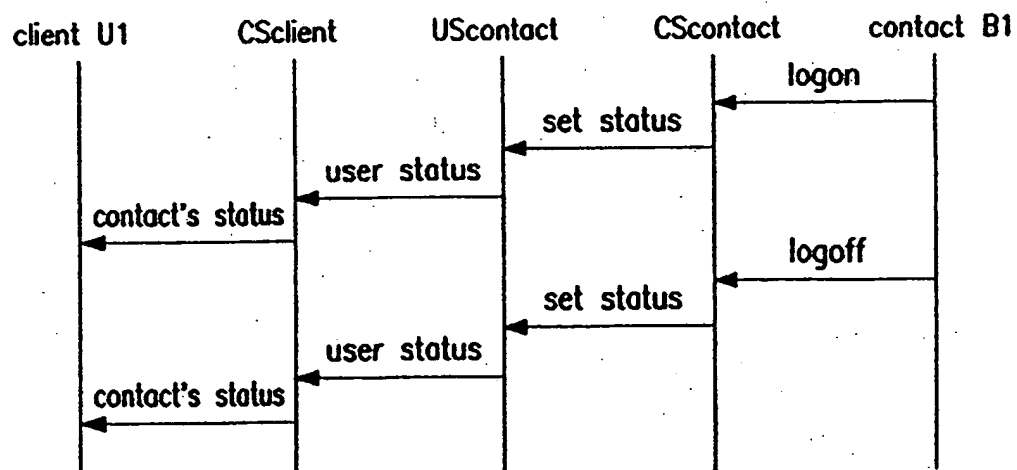 client U1 CSclient UScontact CScontact contact B1
logon
set status
user status
contact's status
logoff
set status
user status
contact's status